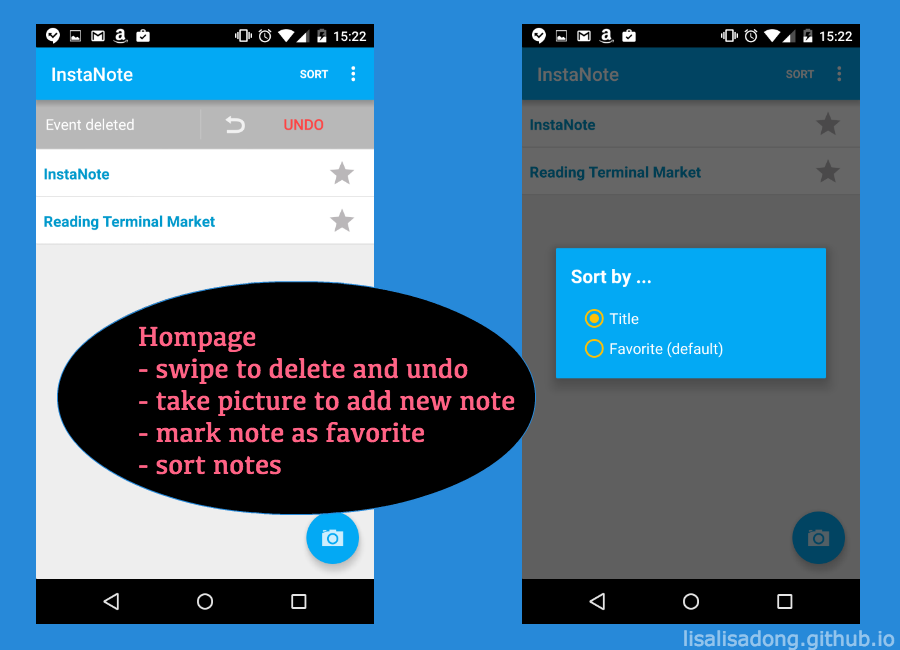 15:22
InstaNote
SORT
Event deleted
UNDO
InstaNote
Reading Terminal Market
Hompage
- swipe to delete and undo
- take picture to add new note
- mark note as favorite
- sort notes
15:22
InstaNote
SORT
InstaNote
Reading Terminal Market
Sort by ...
Title
Favorite (default)
lisalisadong.github.io